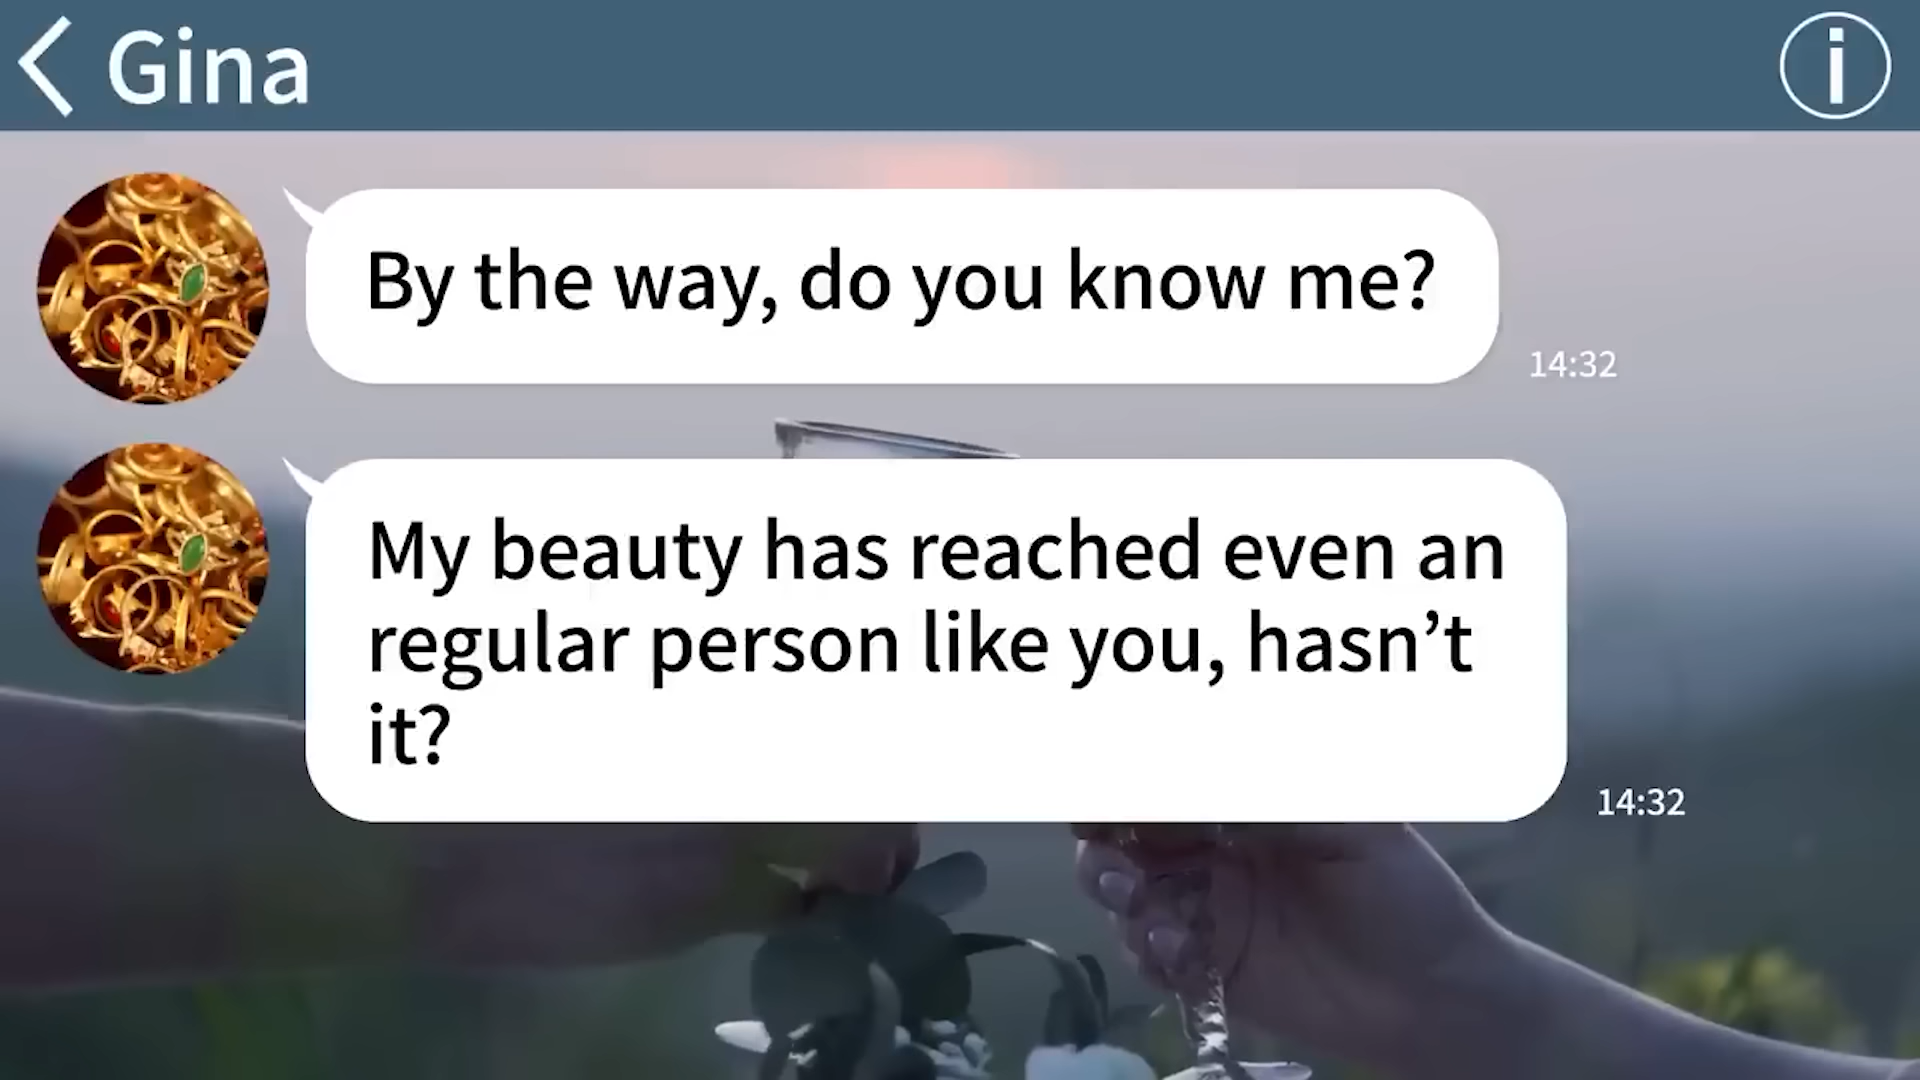 Gina
By the way, do you know me?
14:32
My beauty has reached even an
regular person like you, hasn’t
it?
14:32